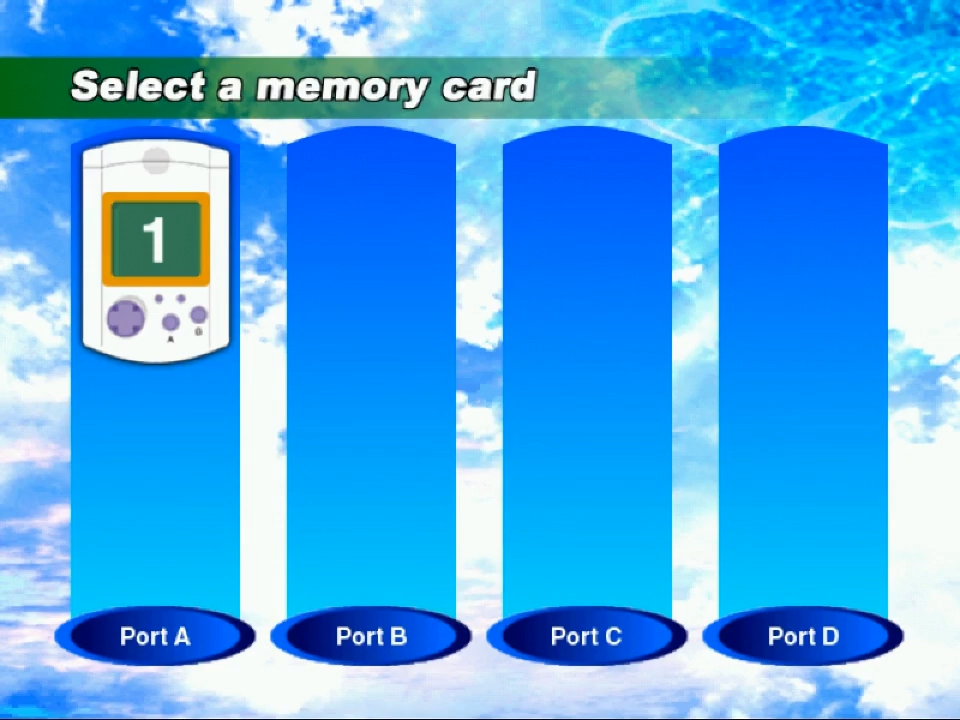 Select a memory card
1
A
Port A
Port B
Port C
Port D